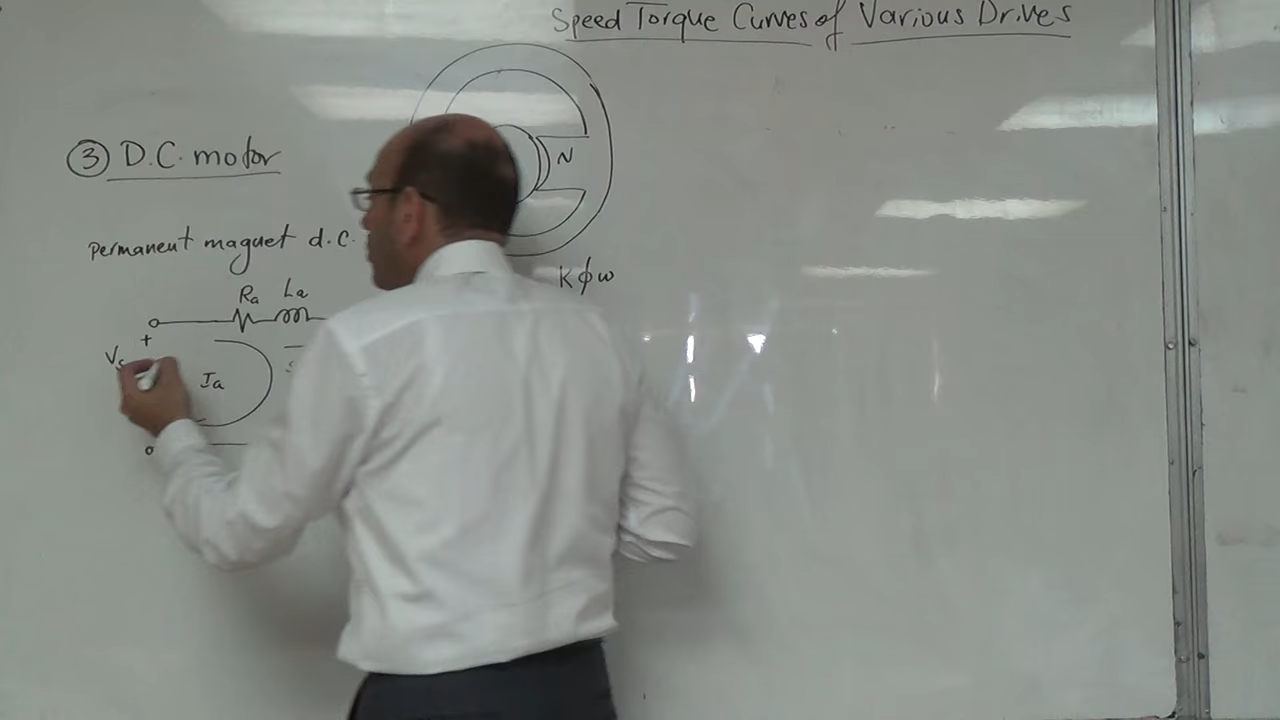 Speed Torque Curves of Various Drives
③ D.C. motor
N
permanent magnet d.c.
Kϕω
Ra La
+
Ia